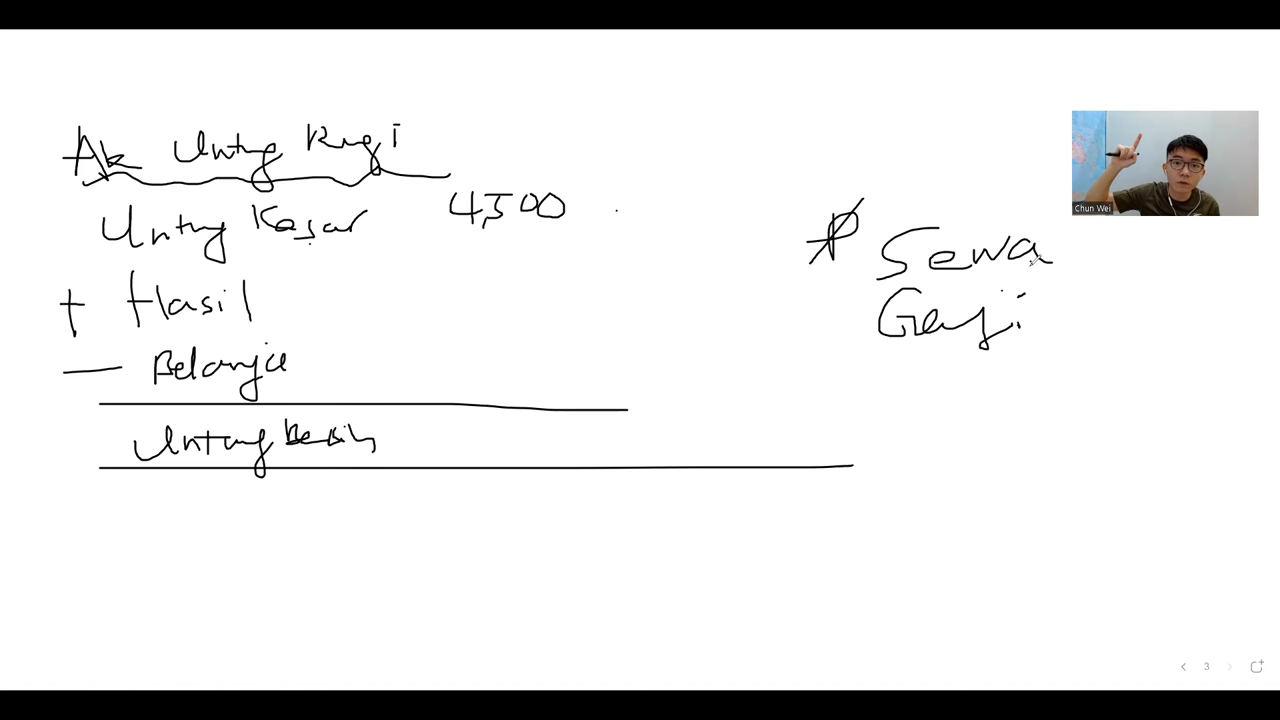 Ak Untung Rugi
Untung Kasar 4,500
+ Hasil
— Belanja
Untung Bersih
Sewa
Gaji
Chun Wei
3